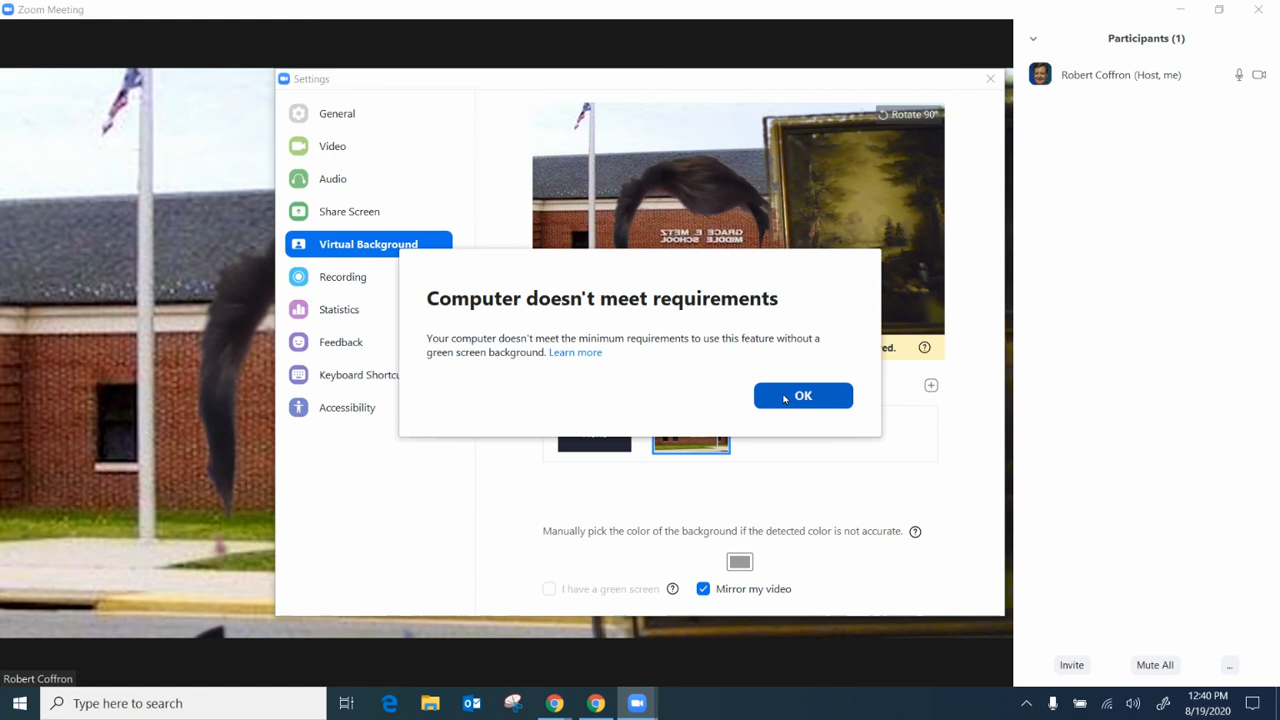 Zoom Meeting
Participants (1)
Robert Coffron (Host, me)
Settings
General
Video
Audio
Share Screen
Virtual Background
Recording
Statistics
Feedback
Keyboard Shortcu
Accessibility
Rotate 90°
GRACE E. METZ
MIDDLE SCHOOL
ed.
Computer doesn't meet requirements
Your computer doesn't meet the minimum requirements to use this feature without a
green screen background. Learn more
OK
Manually pick the color of the background if the detected color is not accurate.
I have a green screen
Mirror my video
Robert Coffron
Invite
Mute All
...
Type here to search
12:40 PM
8/19/2020